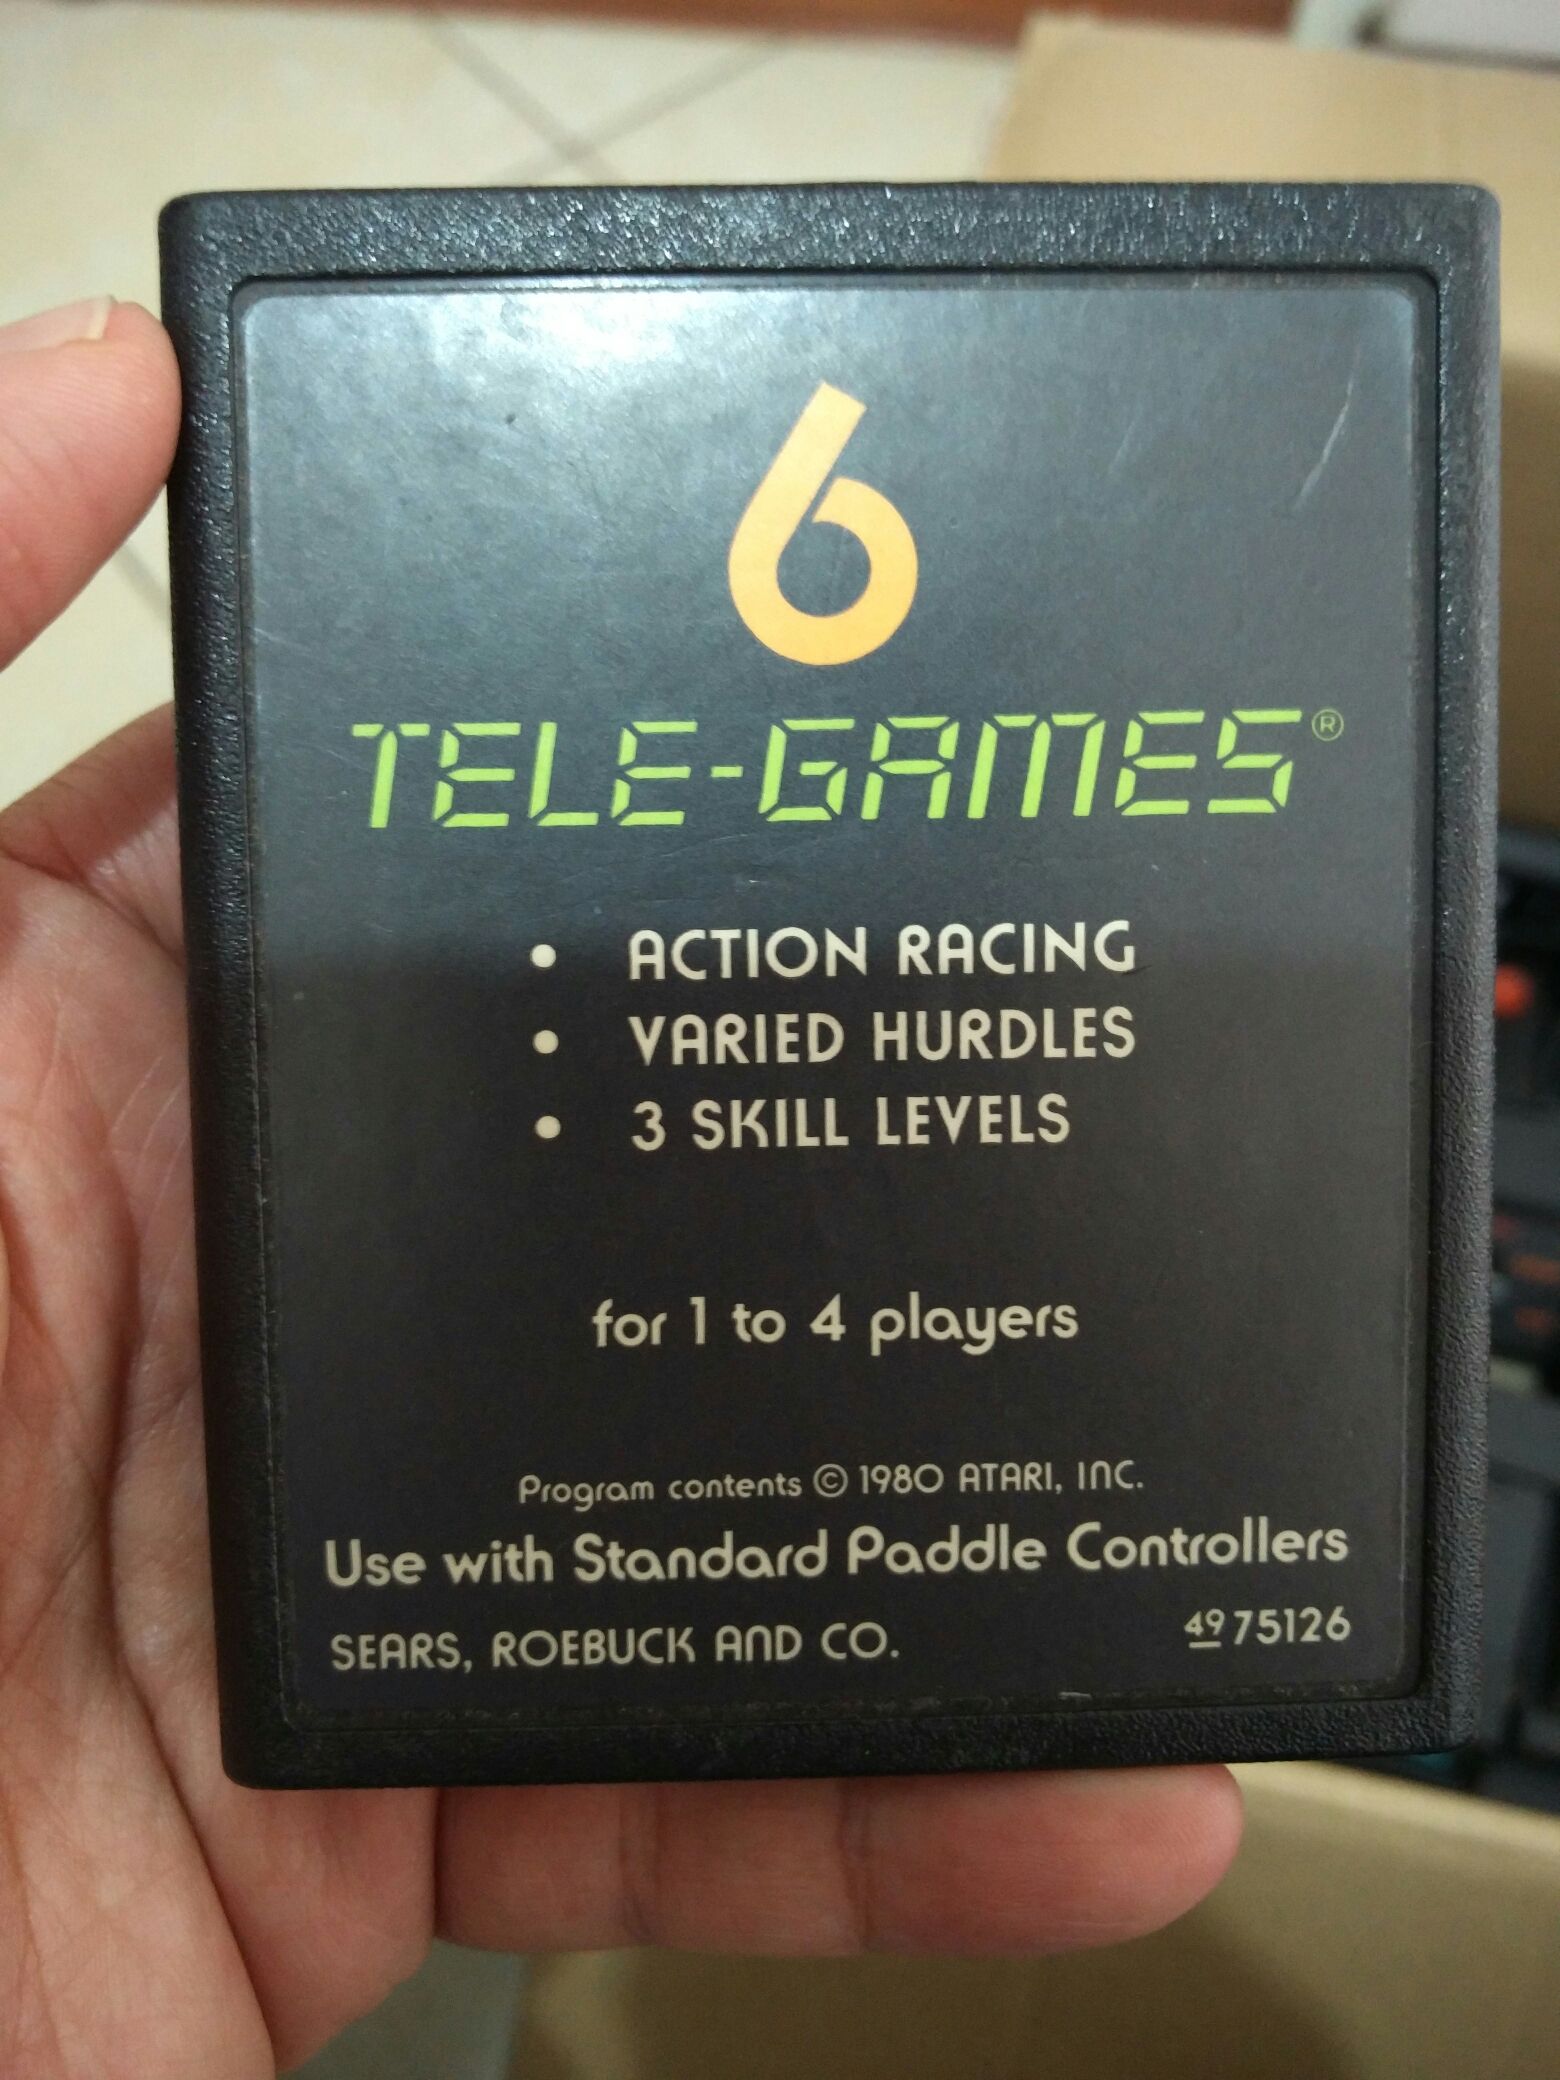 6
TELE-GAMES®
• ACTION RACING
• VARIED HURDLES
• 3 SKILL LEVELS
for 1 to 4 players
Program contents © 1980 ATARI, INC.
Use with Standard Paddle Controllers
SEARS, ROEBUCK AND CO. 49 75126